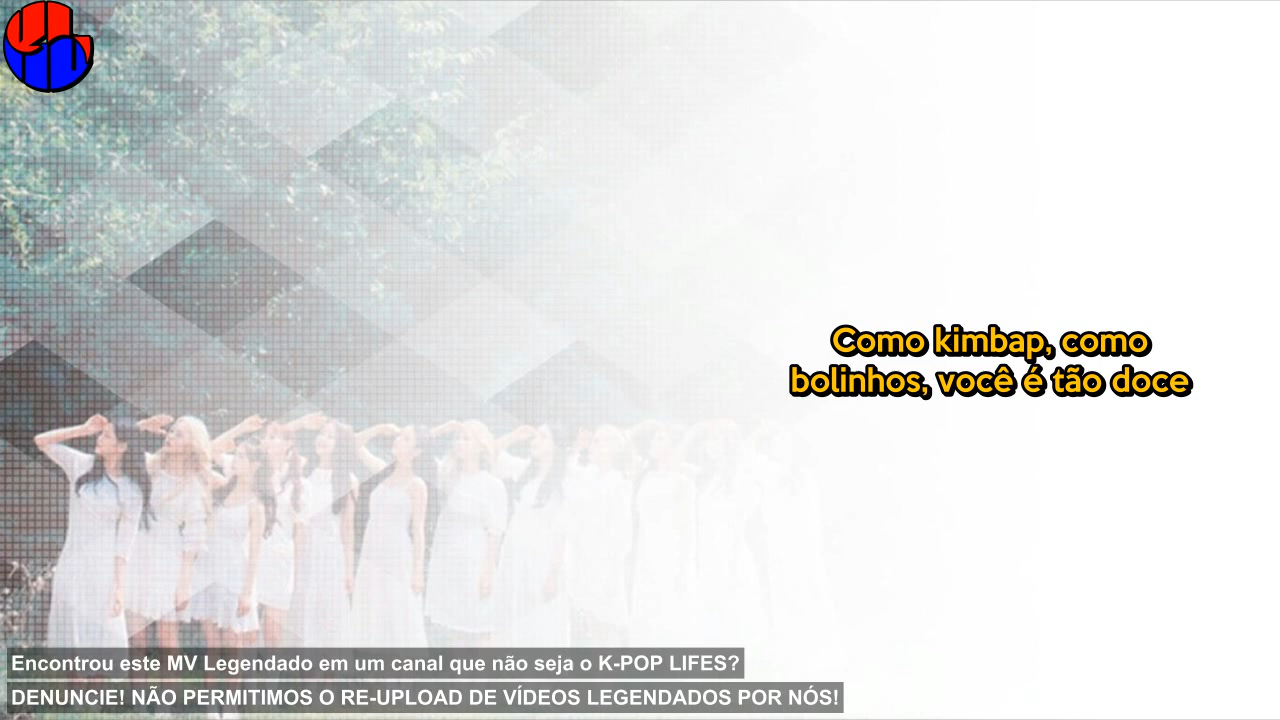 Como kimbap, como
bolinhos, você é tão doce
Encontrou este MV Legendado em um canal que não seja o K-POP LIFES?
DENUNCIE! NÃO PERMITIMOS O RE-UPLOAD DE VÍDEOS LEGENDADOS POR NÓS!